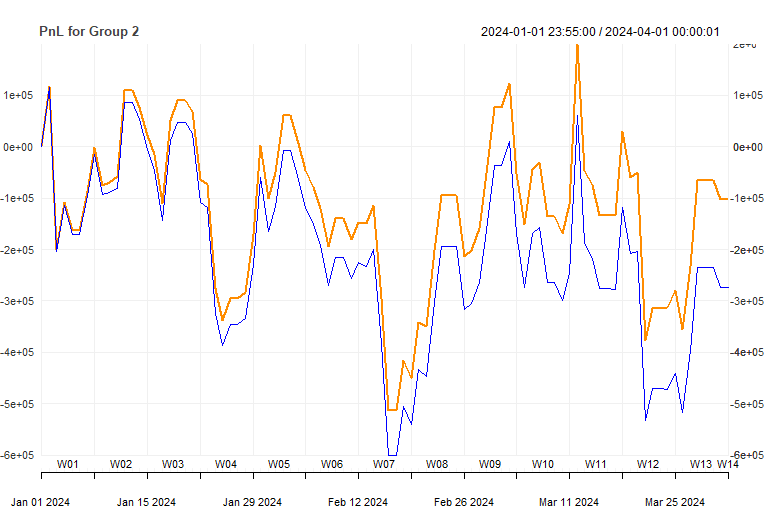 PnL for Group 2
2024-01-01 23:55:00 / 2024-04-01 00:00:01
2e+05
1e+05 1e+05
0e+00 0e+00
-1e+05 -1e+05
-2e+05 -2e+05
-3e+05 -3e+05
-4e+05 -4e+05
-5e+05 -5e+05
-6e+05 -6e+05
W01 W02 W03 W04 W05 W06 W07 W08 W09 W10 W11 W12 W13 W14
Jan 01 2024 Jan 15 2024 Jan 29 2024 Feb 12 2024 Feb 26 2024 Mar 11 2024 Mar 25 2024